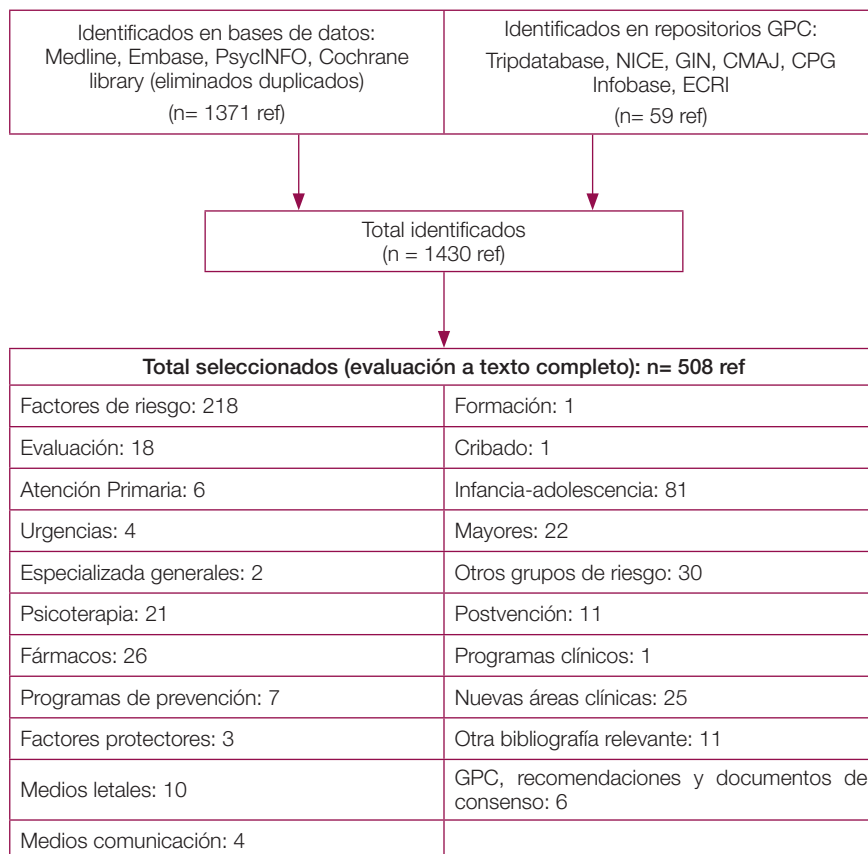 Identificados en bases de datos:
Medline, Embase, PsycINFO, Cochrane
library (eliminados duplicados)
(n= 1371 ref)
Identificados en repositorios GPC:
Tripdatabase, NICE, GIN, CMAJ, CPG
Infobase, ECRI
(n= 59 ref)
Total identificados
(n = 1430 ref)
Total seleccionados (evaluación a texto completo): n= 508 ref
Factores de riesgo: 218
Formación: 1
Evaluación: 18
Cribado: 1
Atención Primaria: 6
Infancia-adolescencia: 81
Urgencias: 4
Mayores: 22
Especializada generales: 2
Otros grupos de riesgo: 30
Psicoterapia: 21
Postvención: 11
Fármacos: 26
Programas clínicos: 1
Programas de prevención: 7
Nuevas áreas clínicas: 25
Factores protectores: 3
Otra bibliografía relevante: 11
Medios letales: 10
GPC, recomendaciones y documentos de
consenso: 6
Medios comunicación: 4